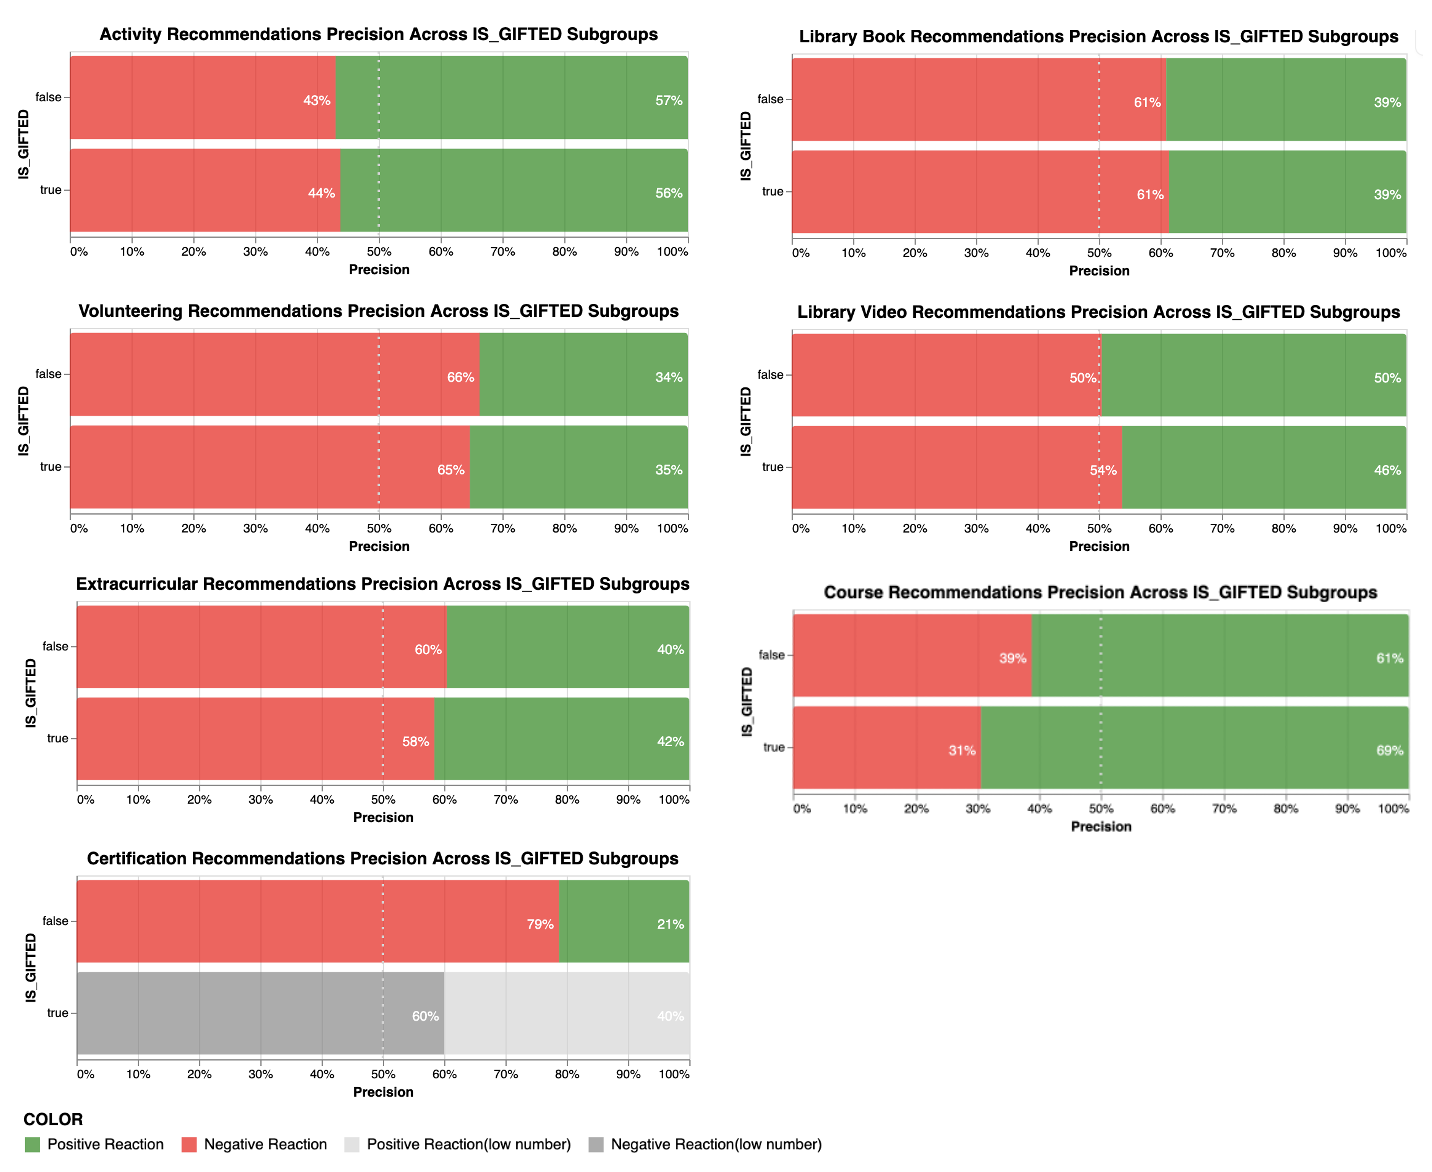 Activity Recommendations Precision Across IS_GIFTED Subgroups
IS_GIFTED
false
43%
57%
true
44%
56%
0% 10% 20% 30% 40% 50% 60% 70% 80% 90% 100%
Precision
Library Book Recommendations Precision Across IS_GIFTED Subgroups
IS_GIFTED
false
61%
39%
true
61%
39%
0% 10% 20% 30% 40% 50% 60% 70% 80% 90% 100%
Precision
Volunteering Recommendations Precision Across IS_GIFTED Subgroups
IS_GIFTED
false
66%
34%
true
65%
35%
0% 10% 20% 30% 40% 50% 60% 70% 80% 90% 100%
Precision
Library Video Recommendations Precision Across IS_GIFTED Subgroups
IS_GIFTED
false
50%
50%
true
54%
46%
0% 10% 20% 30% 40% 50% 60% 70% 80% 90% 100%
Precision
Extracurricular Recommendations Precision Across IS_GIFTED Subgroups
IS_GIFTED
false
60%
40%
true
58%
42%
0% 10% 20% 30% 40% 50% 60% 70% 80% 90% 100%
Precision
Course Recommendations Precision Across IS_GIFTED Subgroups
IS_GIFTED
false
39%
61%
true
31%
69%
0% 10% 20% 30% 40% 50% 60% 70% 80% 90% 100%
Precision
Certification Recommendations Precision Across IS_GIFTED Subgroups
IS_GIFTED
false
79%
21%
true
60%
40%
0% 10% 20% 30% 40% 50% 60% 70% 80% 90% 100%
Precision
COLOR
Positive Reaction
Negative Reaction
Positive Reaction(low number)
Negative Reaction(low number)